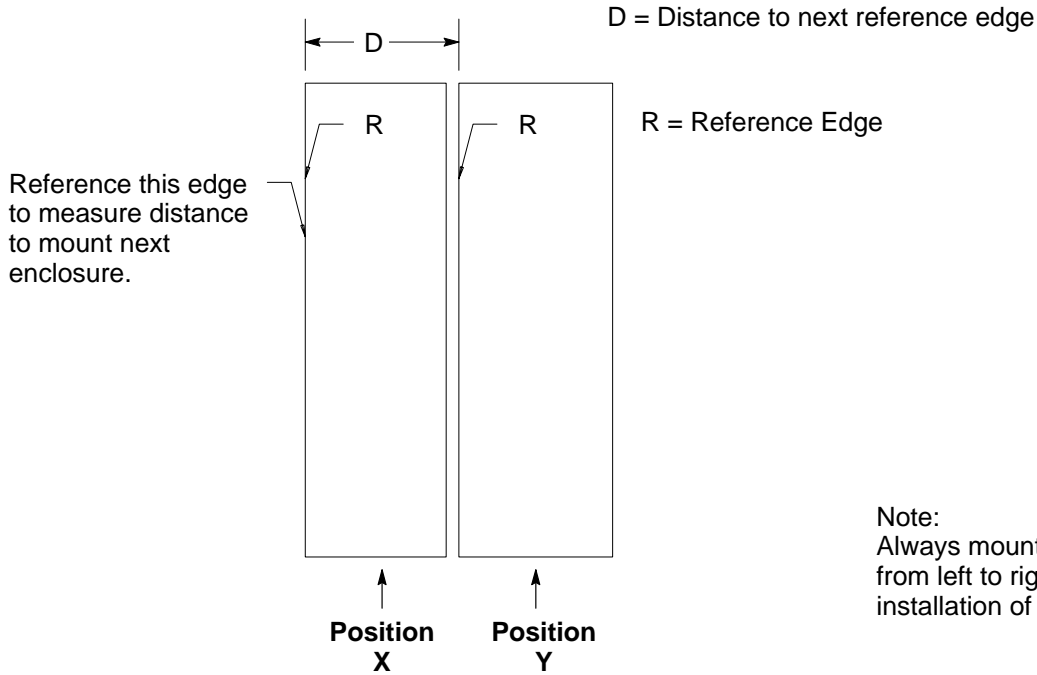 D = Distance to next reference edge
D
R
R
R = Reference Edge
Reference this edge
to measure distance
to mount next
enclosure.
Note:
Always mount
from left to rig
installation of
Position
X
Position
Y